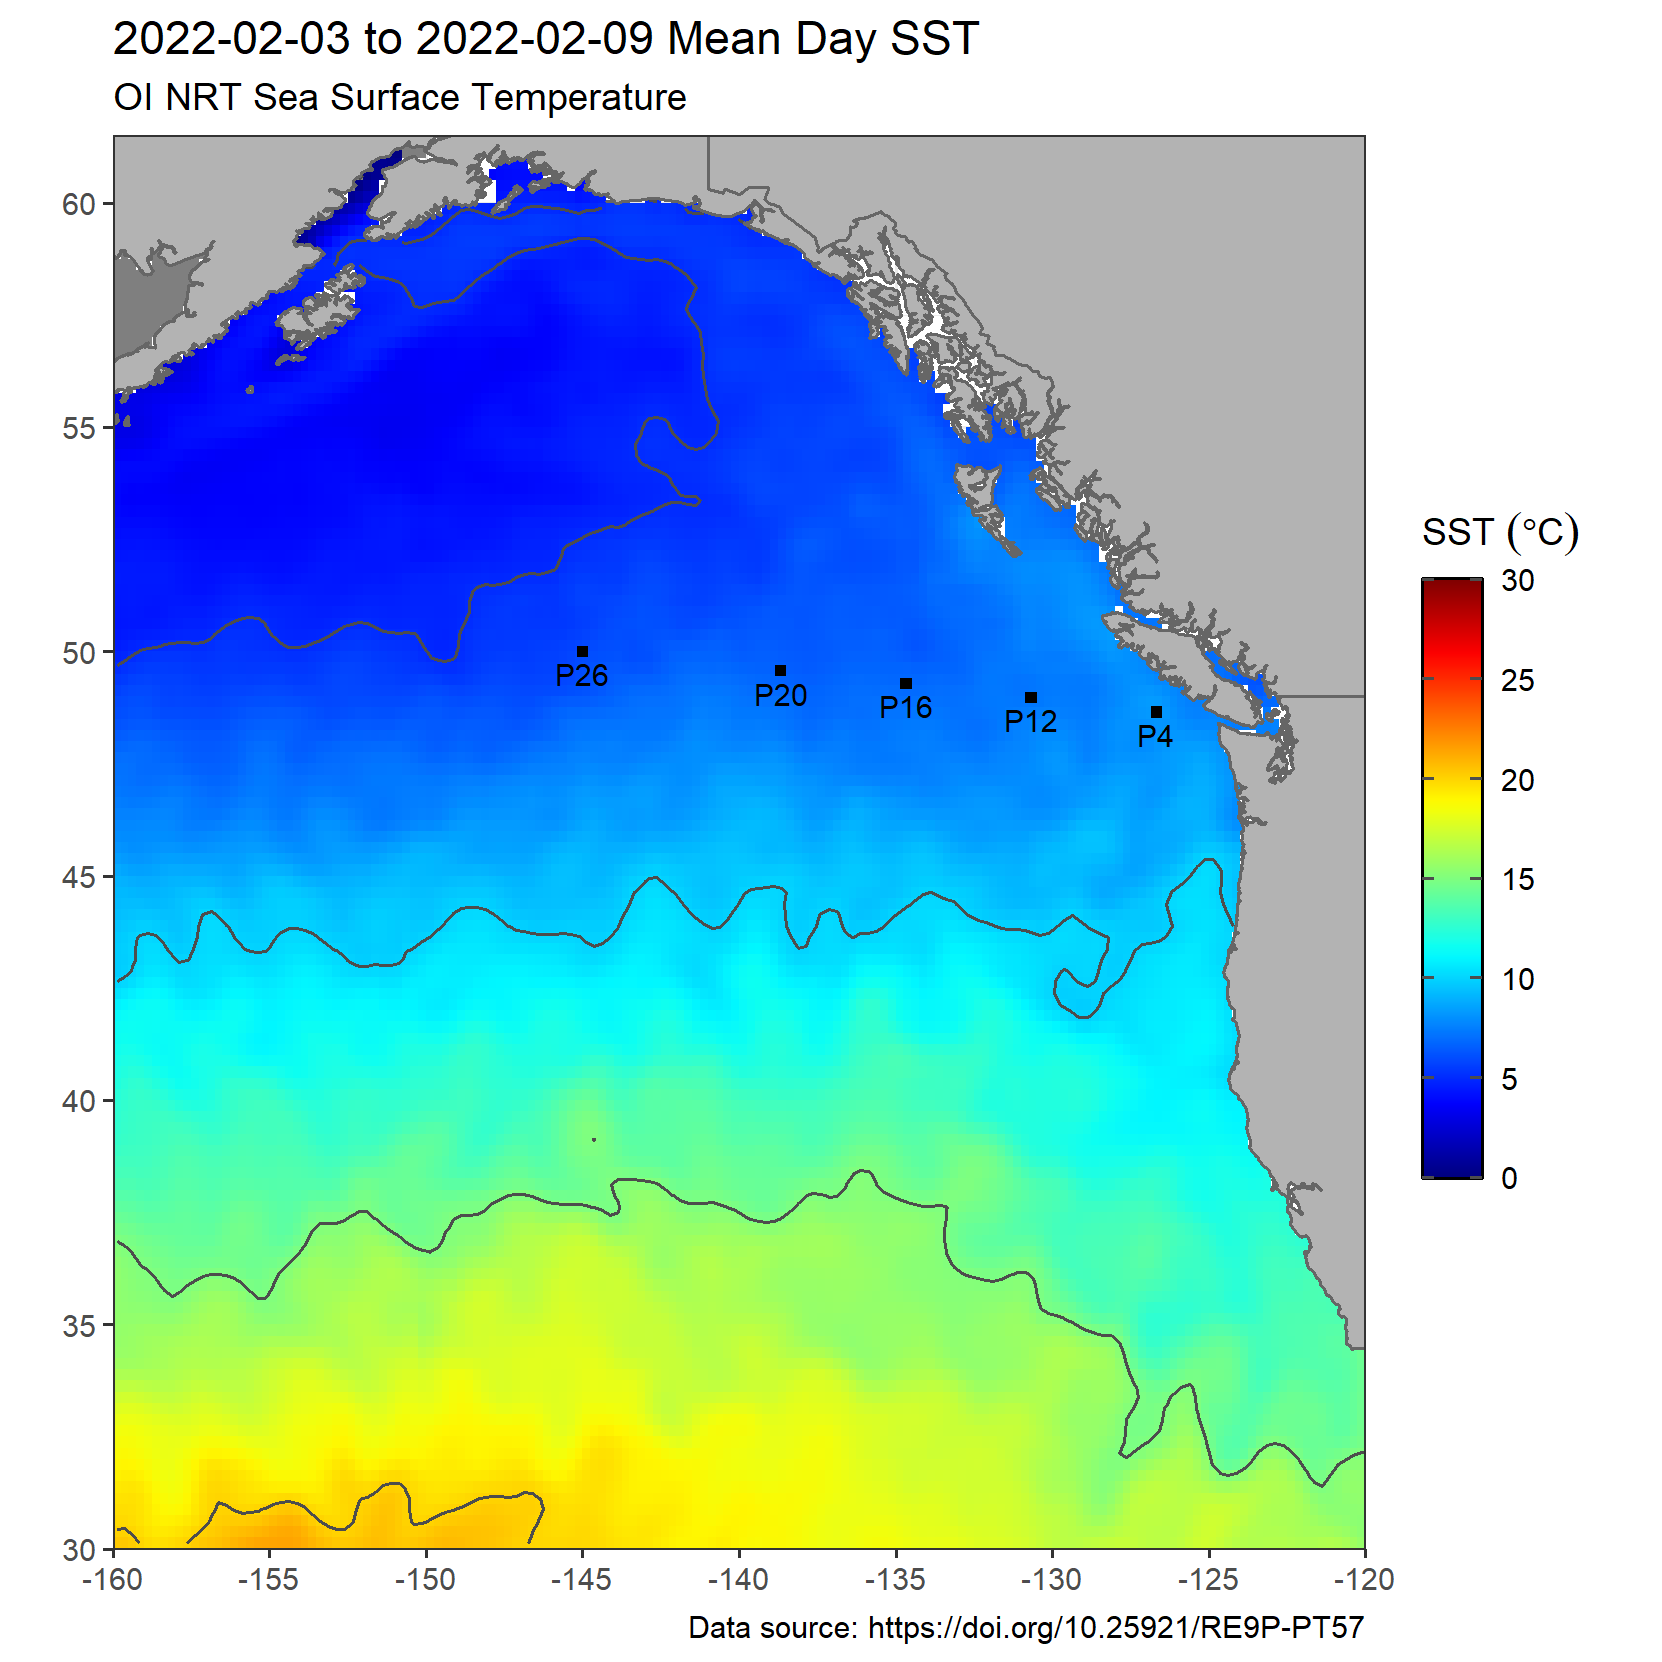 2022-02-03 to 2022-02-09 Mean Day SST
OI NRT Sea Surface Temperature
60
55
50
45
40
35
30
P26
P20
P16
P12
P4
-160
-155
-150
-145
-140
-135
-130
-125
-120
SST (°C)
30
25
20
15
10
5
0
Data source: https://doi.org/10.25921/RE9P-PT57